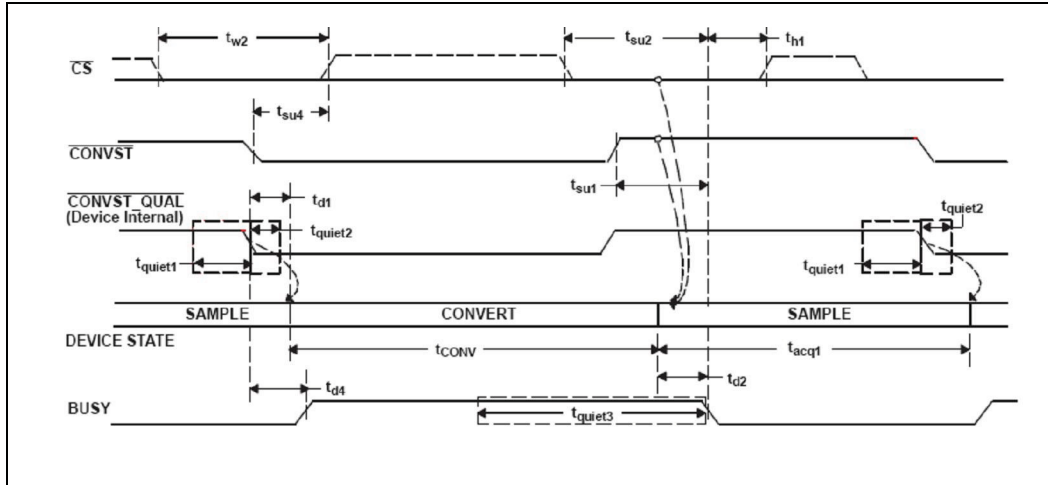 tw2
tsu2
th1
CS
tsu4
CONVST
tsu1
CONVST_QUAL
(Device Internal)
td1
tquiet2
tquiet1
tquiet2
tquiet1
SAMPLE
CONVERT
SAMPLE
DEVICE STATE
tCONV
tacq1
td4
td2
BUSY
tquiet3